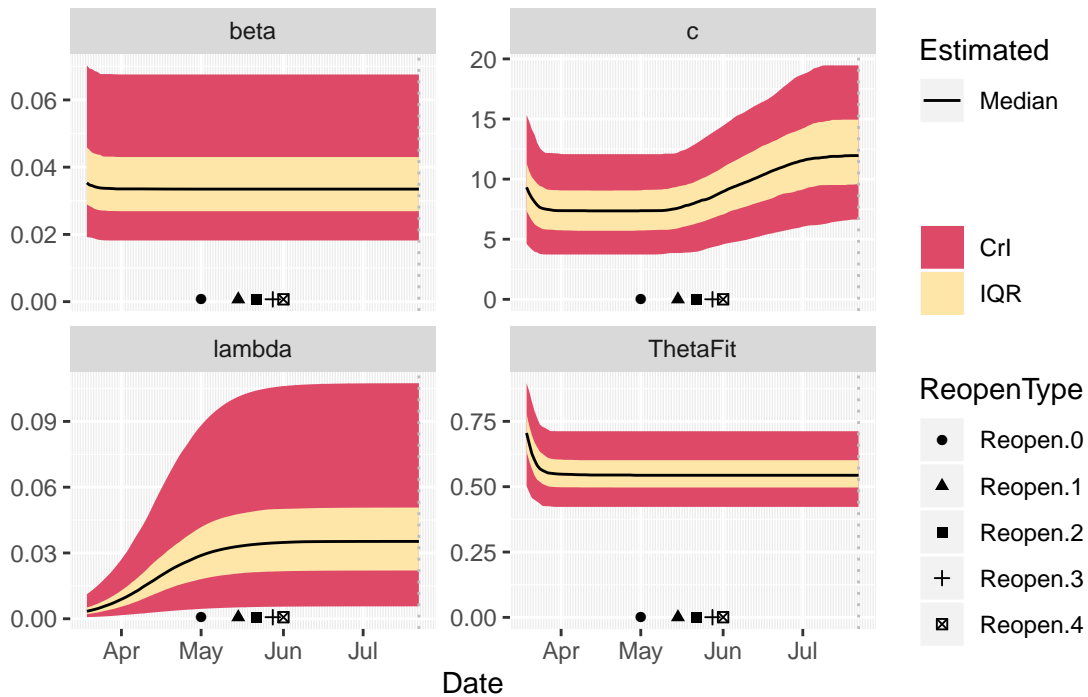 beta
c
0.06
0.04
0.02
0.00
20
15
10
5
0
lambda
ThetaFit
0.09
0.06
0.03
0.00
0.75
0.50
0.25
0.00
Apr May Jun Jul
Apr May Jun Jul
Date
Estimated
Median
CrI
IQR
ReopenType
Reopen.0
Reopen.1
Reopen.2
Reopen.3
Reopen.4